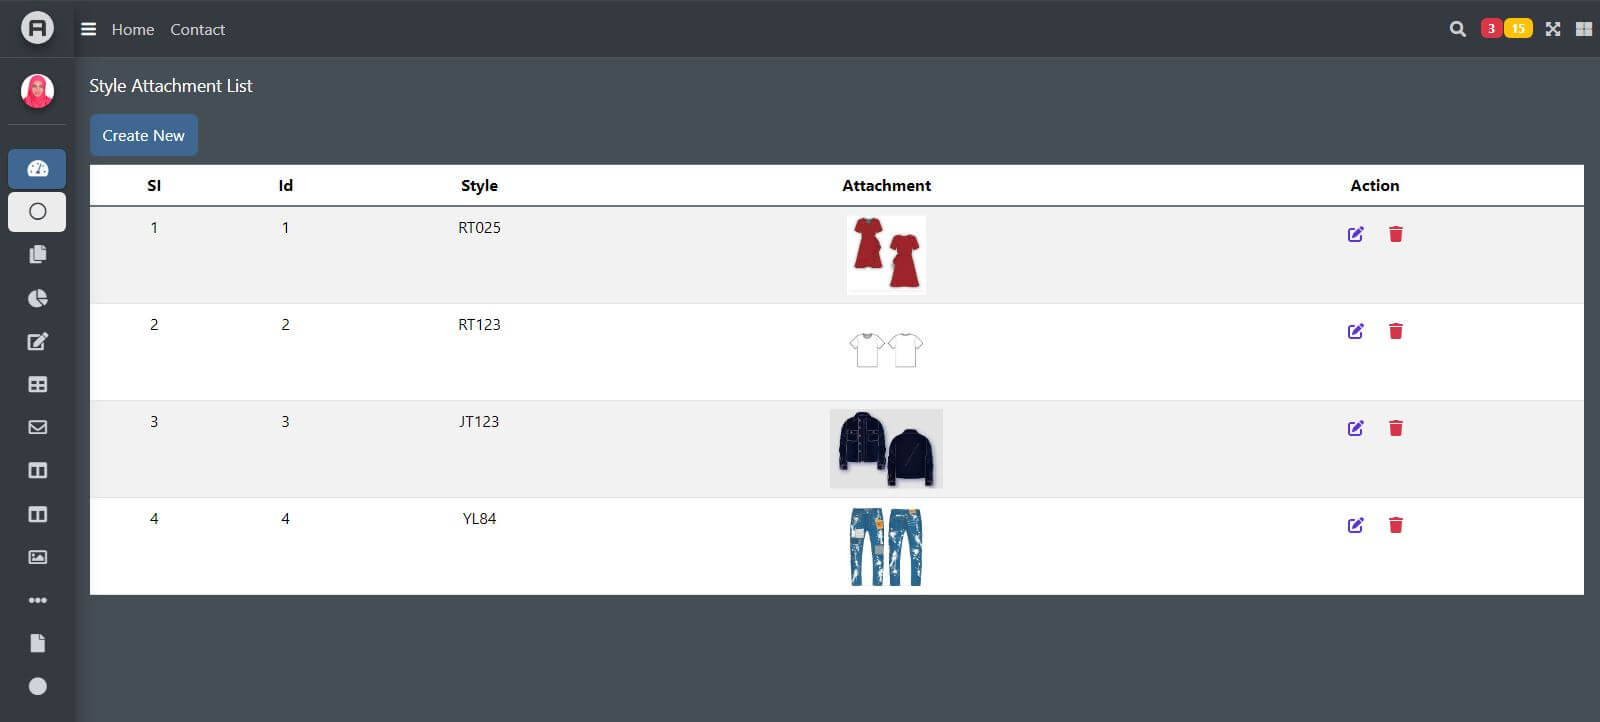 A
Home Contact
3 15
Style Attachment List
Create New
Sl Id Style Attachment Action
1 1 RT025
2 2 RT123
3 3 JT123
4 4 YL84